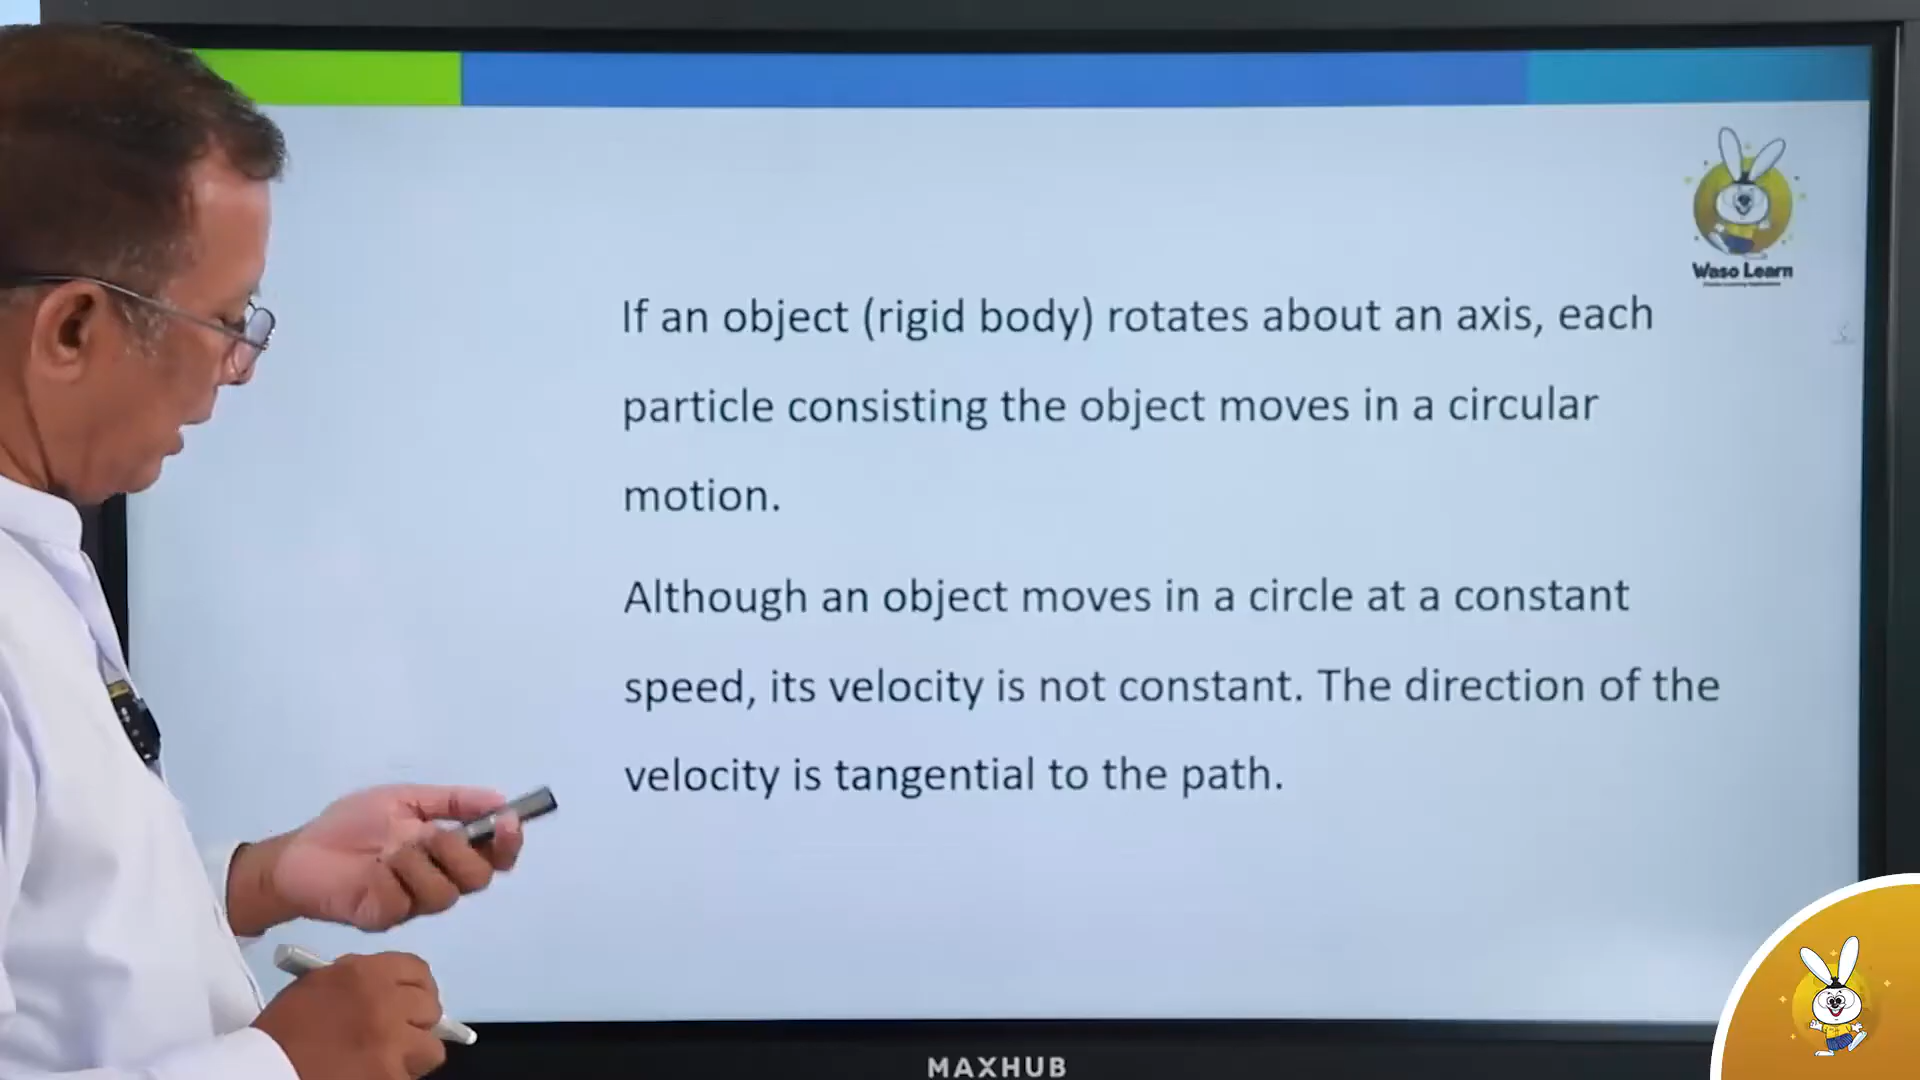 Waso Learn
If an object (rigid body) rotates about an axis, each
particle consisting the object moves in a circular
motion.
Although an object moves in a circle at a constant
speed, its velocity is not constant. The direction of the
velocity is tangential to the path.
MAXHUB